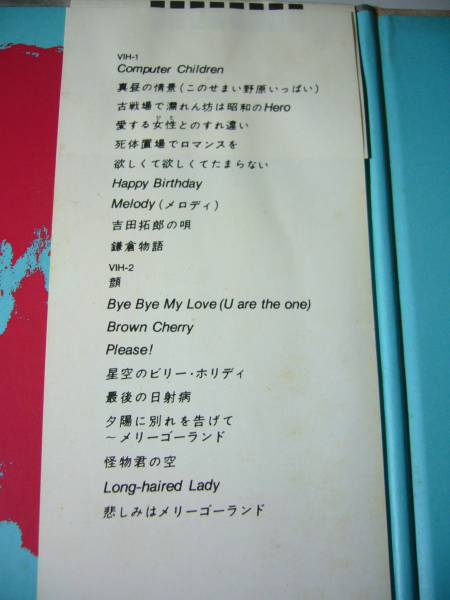 VIH-1
Computer Children
真昼の情景(このせまい野原いっぱい)
古戦場で濡れん坊は昭和のHero
愛する女性とのすれ違い
死体置場でロマンスを
欲しくて欲しくてたまらない
Happy Birthday
Melody(メロディ)
吉田拓郎の唄
鎌倉物語
VIH-2
顔
Bye Bye My Love (U are the one)
Brown Cherry
Please!
星空のビリー・ホリディ
最後の日射病
夕陽に別れを告げて
~メリーゴーランド
怪物君の空
Long-haired Lady
悲しみはメリーゴーランド